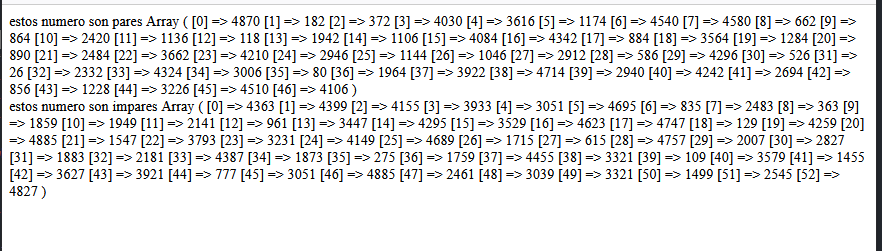 estos numero son pares Array ( [0] => 4870 [1] => 182 [2] => 372 [3] => 4030 [4] => 3616 [5] => 1174 [6] => 4540 [7] => 4580 [8] => 662 [9] =>
864 [10] => 2420 [11] => 1136 [12] => 118 [13] => 1942 [14] => 1106 [15] => 4084 [16] => 4342 [17] => 884 [18] => 3564 [19] => 1284 [20] =>
890 [21] => 2484 [22] => 3662 [23] => 4210 [24] => 2946 [25] => 1144 [26] => 1046 [27] => 2912 [28] => 586 [29] => 4296 [30] => 526 [31] =>
26 [32] => 2332 [33] => 4324 [34] => 3006 [35] => 80 [36] => 1964 [37] => 3922 [38] => 4714 [39] => 2940 [40] => 4242 [41] => 2694 [42] =>
856 [43] => 1228 [44] => 3226 [45] => 4510 [46] => 4106 )
estos numero son impares Array ( [0] => 4363 [1] => 4399 [2] => 4155 [3] => 3933 [4] => 3051 [5] => 4695 [6] => 835 [7] => 2483 [8] => 363 [9]
=> 1859 [10] => 1949 [11] => 2141 [12] => 961 [13] => 3447 [14] => 4295 [15] => 3529 [16] => 4623 [17] => 4747 [18] => 129 [19] => 4259 [20]
=> 4885 [21] => 1547 [22] => 3793 [23] => 3231 [24] => 4149 [25] => 4689 [26] => 1715 [27] => 615 [28] => 4757 [29] => 2007 [30] => 2827
[31] => 1883 [32] => 2181 [33] => 4387 [34] => 1873 [35] => 275 [36] => 1759 [37] => 4455 [38] => 3321 [39] => 109 [40] => 3579 [41] => 1455
[42] => 3627 [43] => 3921 [44] => 777 [45] => 3051 [46] => 4885 [47] => 2461 [48] => 3039 [49] => 3321 [50] => 1499 [51] => 2545 [52] =>
4827 )